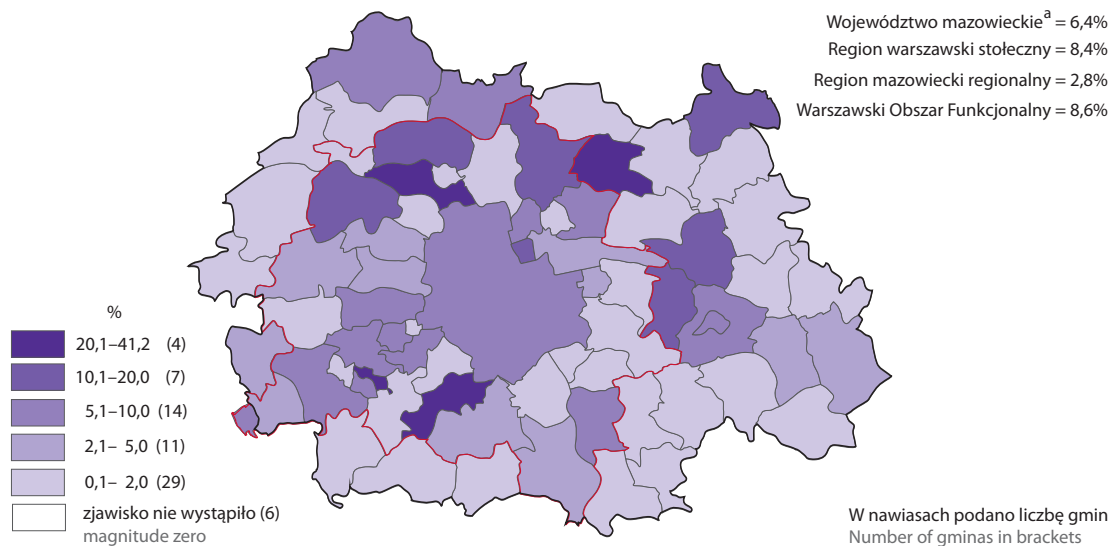 Województwo mazowieckie^a = 6,4%
Region warszawski stołeczny = 8,4%
Region mazowiecki regionalny = 2,8%
Warszawski Obszar Funkcjonalny = 8,6%
%
20,1–41,2 (4)
10,1–20,0 (7)
5,1–10,0 (14)
2,1– 5,0 (11)
0,1– 2,0 (29)
zjawisko nie wystąpiło (6)
magnitude zero
W nawiasach podano liczbę gmin
Number of gminas in brackets